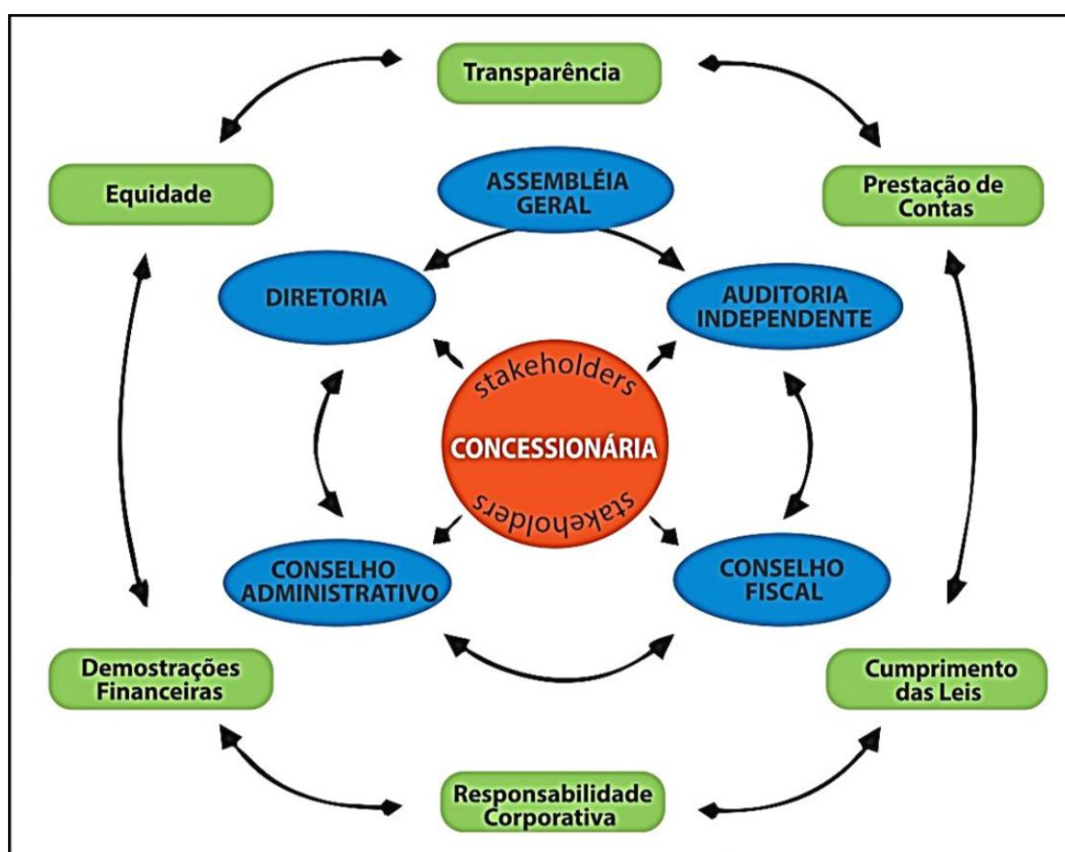 Transparência
Equidade
Prestação de
Contas
ASSEMBLÉIA
GERAL
DIRETORIA
AUDITORIA
INDEPENDENTE
stakeholders
CONCESSIONÁRIA
stakeholders
CONSELHO
ADMINISTRATIVO
CONSELHO
FISCAL
Demostrações
Financeiras
Cumprimento
das Leis
Responsabilidade
Corporativa